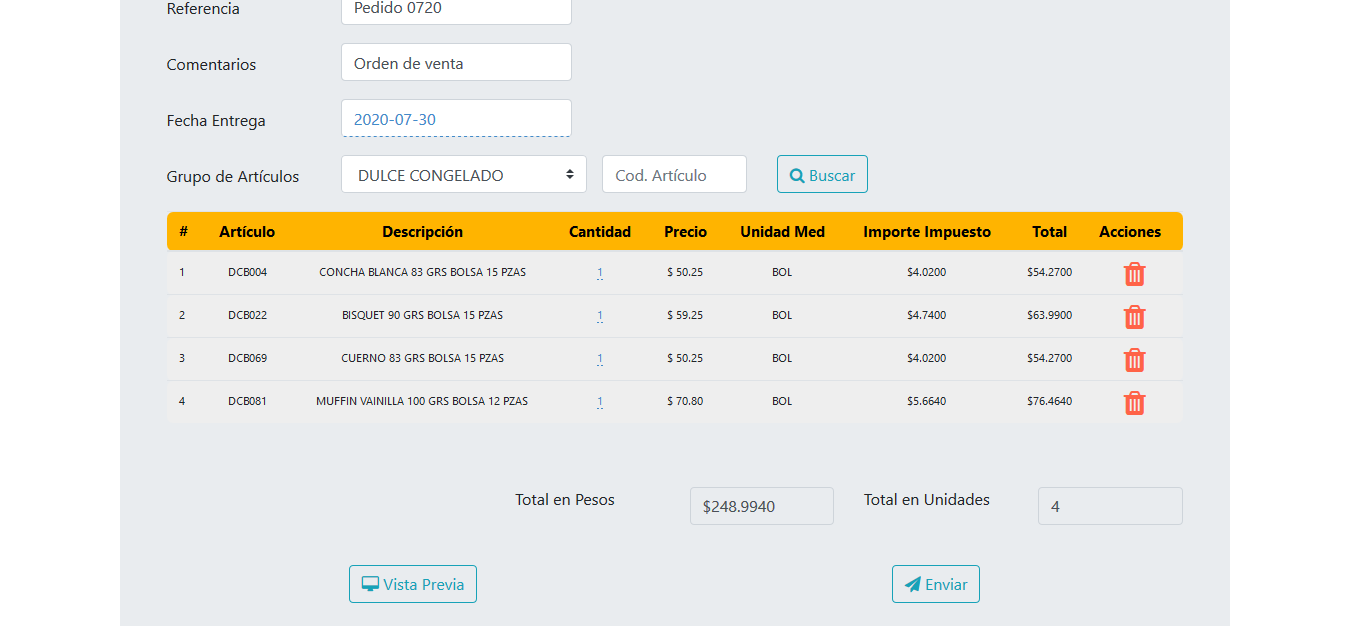 Referencia Pedido 0720
Comentarios Orden de venta
Fecha Entrega 2020-07-30
Grupo de Artículos DULCE CONGELADO Cod. Artículo Buscar
# Artículo Descripción Cantidad Precio Unidad Med Importe Impuesto Total Acciones
1 DCB004 CONCHA BLANCA 83 GRS BOLSA 15 PZAS 1 $ 50.25 BOL $4.0200 $54.2700
2 DCB022 BISQUET 90 GRS BOLSA 15 PZAS 1 $ 59.25 BOL $4.7400 $63.9900
3 DCB069 CUERNO 83 GRS BOLSA 15 PZAS 1 $ 50.25 BOL $4.0200 $54.2700
4 DCB081 MUFFIN VAINILLA 100 GRS BOLSA 12 PZAS 1 $ 70.80 BOL $5.6640 $76.4640
Total en Pesos $248.9940 Total en Unidades 4
Vista Previa Enviar